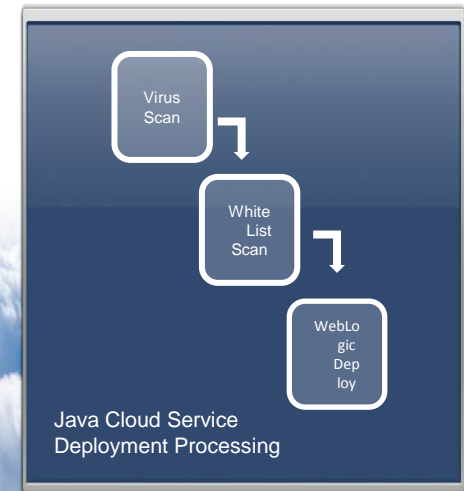 Virus
Scan
White
List
Scan
WebLo
gic
Dep
loy
Java Cloud Service
Deployment Processing